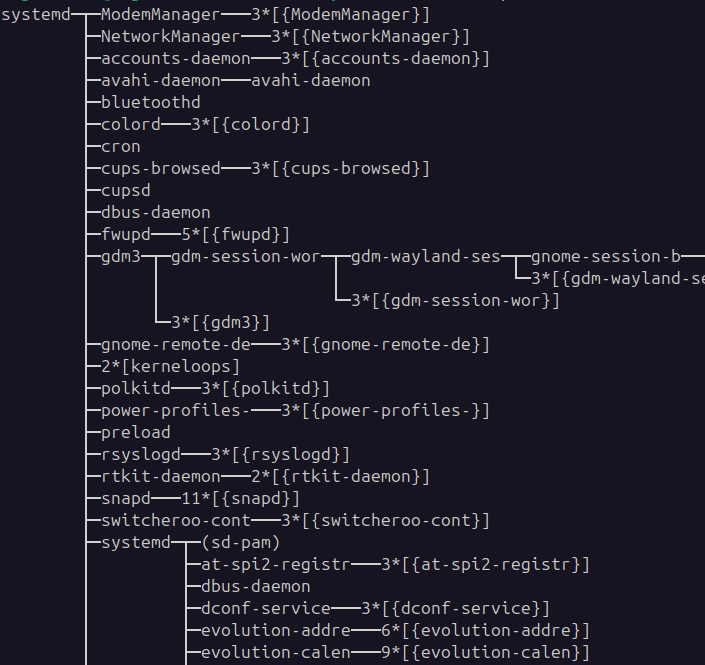 systemd─┬─ModemManager───3*[{ModemManager}]
        ├─NetworkManager───3*[{NetworkManager}]
        ├─accounts-daemon───3*[{accounts-daemon}]
        ├─avahi-daemon───avahi-daemon
        ├─bluetoothd
        ├─colord───3*[{colord}]
        ├─cron
        ├─cups-browsed───3*[{cups-browsed}]
        ├─cupsd
        ├─dbus-daemon
        ├─fwupd───5*[{fwupd}]
        ├─gdm3─┬─gdm-session-wor─┬─gdm-wayland-ses─┬─gnome-session-b──
        │      │                 │                 └─3*[{gdm-wayland-se
        │      │                 └─3*[{gdm-session-wor}]
        │      └─3*[{gdm3}]
        ├─gnome-remote-de───3*[{gnome-remote-de}]
        ├─2*[kerneloops]
        ├─polkitd───3*[{polkitd}]
        ├─power-profiles-───3*[{power-profiles-}]
        ├─preload
        ├─rsyslogd───3*[{rsyslogd}]
        ├─rtkit-daemon───2*[{rtkit-daemon}]
        ├─snapd───11*[{snapd}]
        ├─switcheroo-cont───3*[{switcheroo-cont}]
        ├─systemd─┬─(sd-pam)
        │         ├─at-spi2-registr───3*[{at-spi2-registr}]
        │         ├─dbus-daemon
        │         ├─dconf-service───3*[{dconf-service}]
        │         ├─evolution-addre───6*[{evolution-addre}]
        │         ├─evolution-calen───9*[{evolution-calen}]